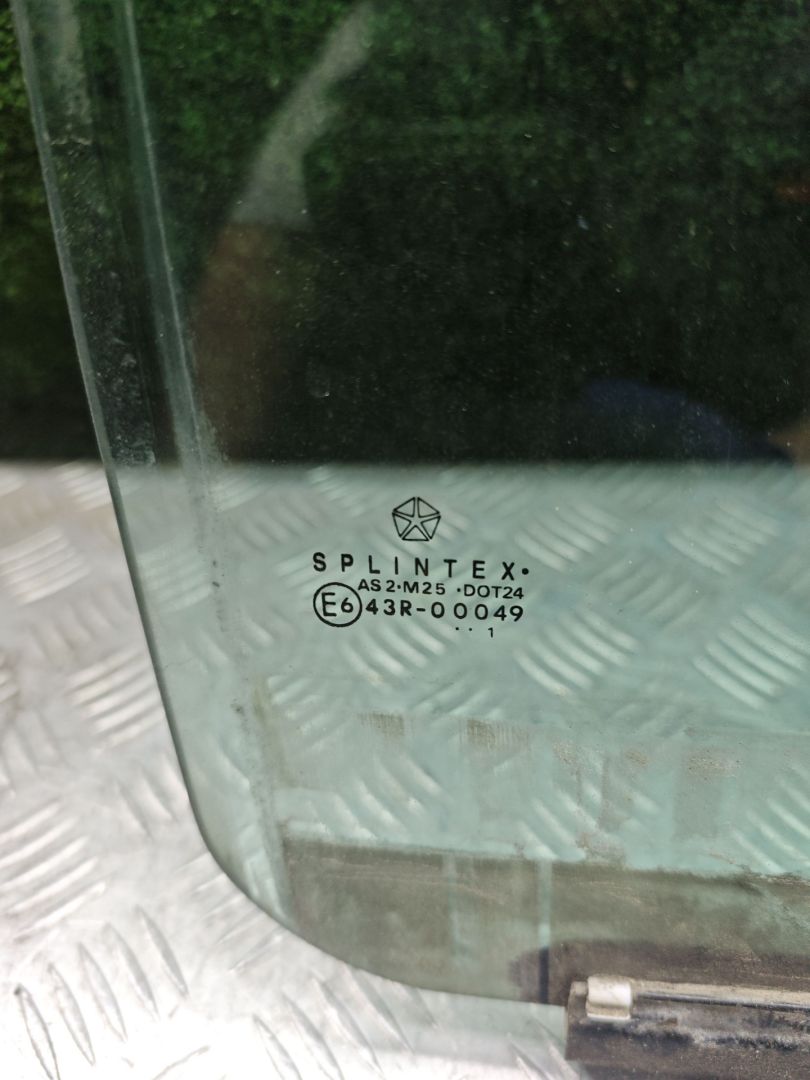 SPLINTEX•
AS2•M25 •DOT24
E6 43R-00049
•• 1